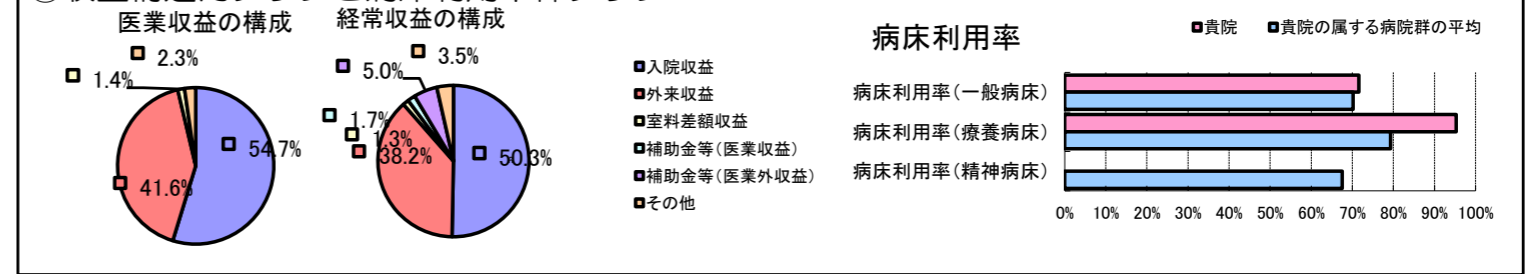 医業収益の構成
2.3%
1.4%
54.7%
41.6%
経常収益の構成
3.5%
5.0%
1.7%
1.3%
38.2%
50.3%
入院収益
外来収益
室料差額収益
補助金等(医業収益)
補助金等(医業外収益)
その他
病床利用率
貴院 貴院の属する病院群の平均
病床利用率(一般病床)
病床利用率(療養病床)
病床利用率(精神病床)
0% 10% 20% 30% 40% 50% 60% 70% 80% 90% 100%